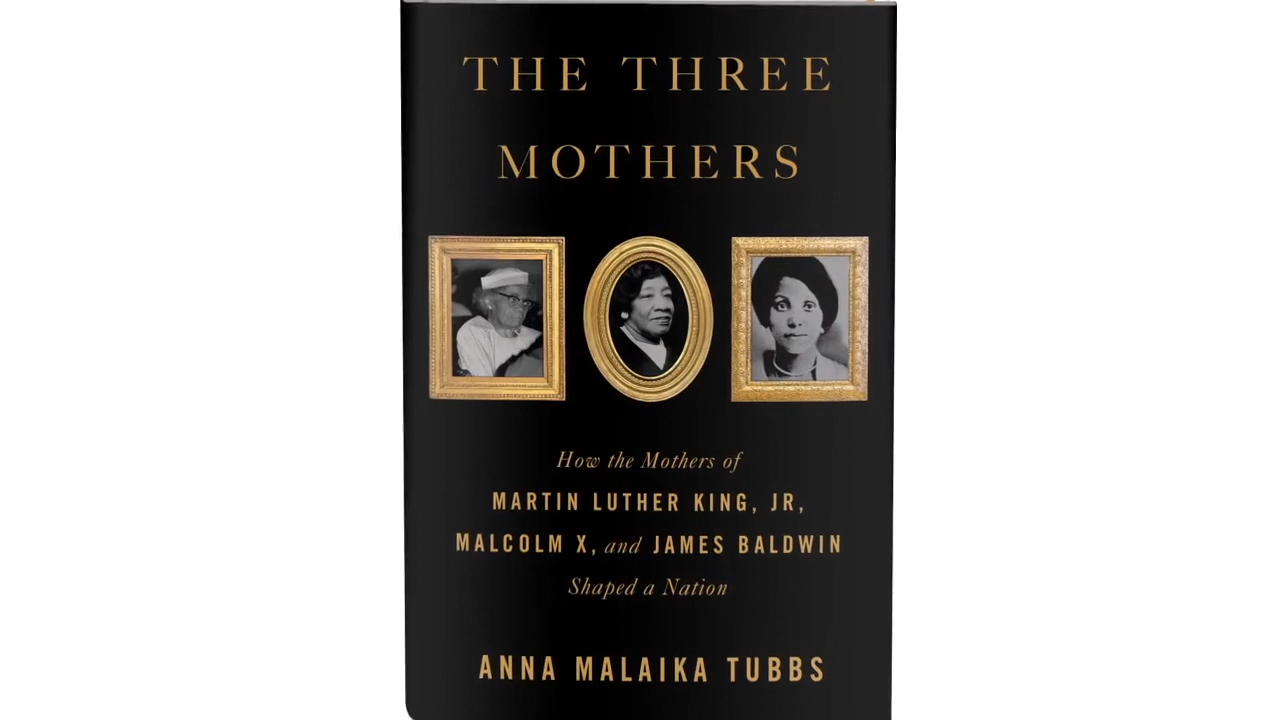 THE THREE
MOTHERS
How the Mothers of
MARTIN LUTHER KING, JR,
MALCOLM X, and JAMES BALDWIN
Shaped a Nation
ANNA MALAIKA TUBBS